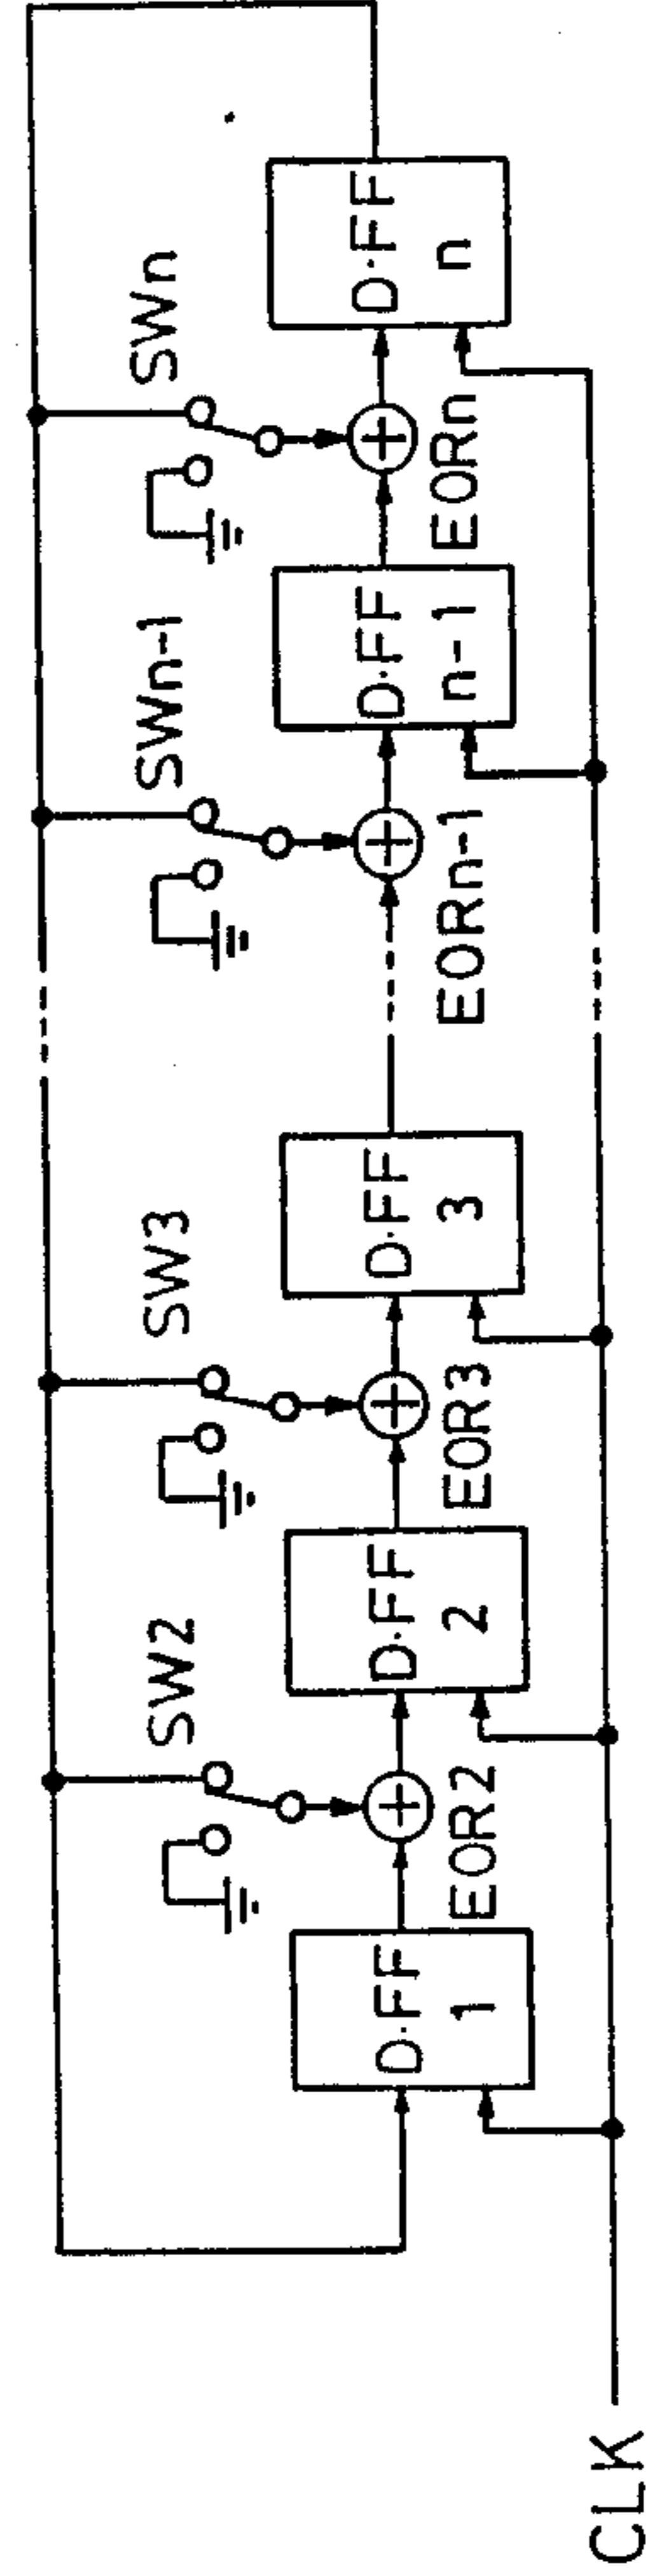 SW2 SW3 SWn-1 SWn
D·FF 1
D·FF 2
D·FF 3
D·FF n-1
D·FF n
EOR2 EOR3 EORn-1 EORn
CLK